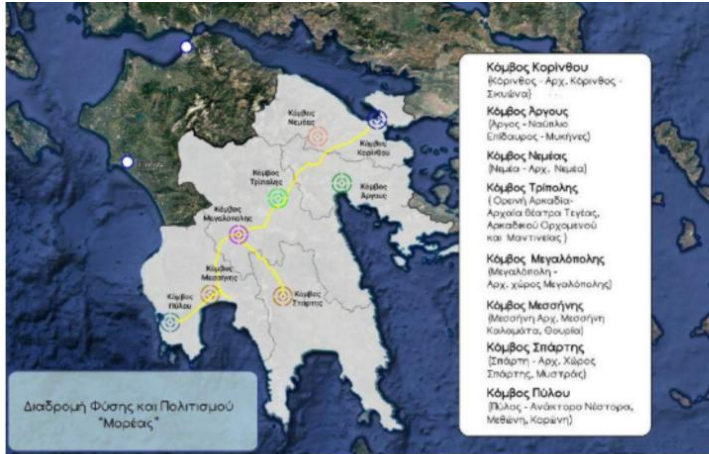 Κόμβος
Νεμέας
Κόμβος
Κορίνθου
Κόμβος
Τρίπολης
Κόμβος
Άργους
Κόμβος
Μεγαλόπολης
Κόμβος
Μεσσήνης
Κόμβος
Πύλου
Κόμβος
Σπάρτης
Διαδρομή Φύσης και Πολιτισμού
"Μορέας"
Κόμβος Κορίνθου
(Κόρινθος - Αρχ. Κόρινθος -
Σικυώνα)
Κόμβος Άργους
(Άργος - Ναύπλιο
Επίδαυρος - Μυκήνες)
Κόμβος Νεμέας
(Νεμέα - Αρχ. Νεμέα)
Κόμβος Τρίπολης
( Ορεινή Αρκαδία-
Αρχαία θέατρα Τεγέας,
Αρκαδικού Ορχομενού
και Μαντινείας )
Κόμβος Μεγαλόπολης
(Μεγαλόπολη -
Αρχ. χώρος Μεγαλόπολης)
Κόμβος Μεσσήνης
(Μεσσήνη Αρχ. Μεσσήνη
Καλαμάτα, Θουρία)
Κόμβος Σπάρτης
(Σπάρτη - Αρχ. Χώρος
Σπάρτης, Μυστράς)
Κόμβος Πύλου
(Πύλος - Ανάκτορο Νέστορα,
Μεθώνη, Κορώνη)